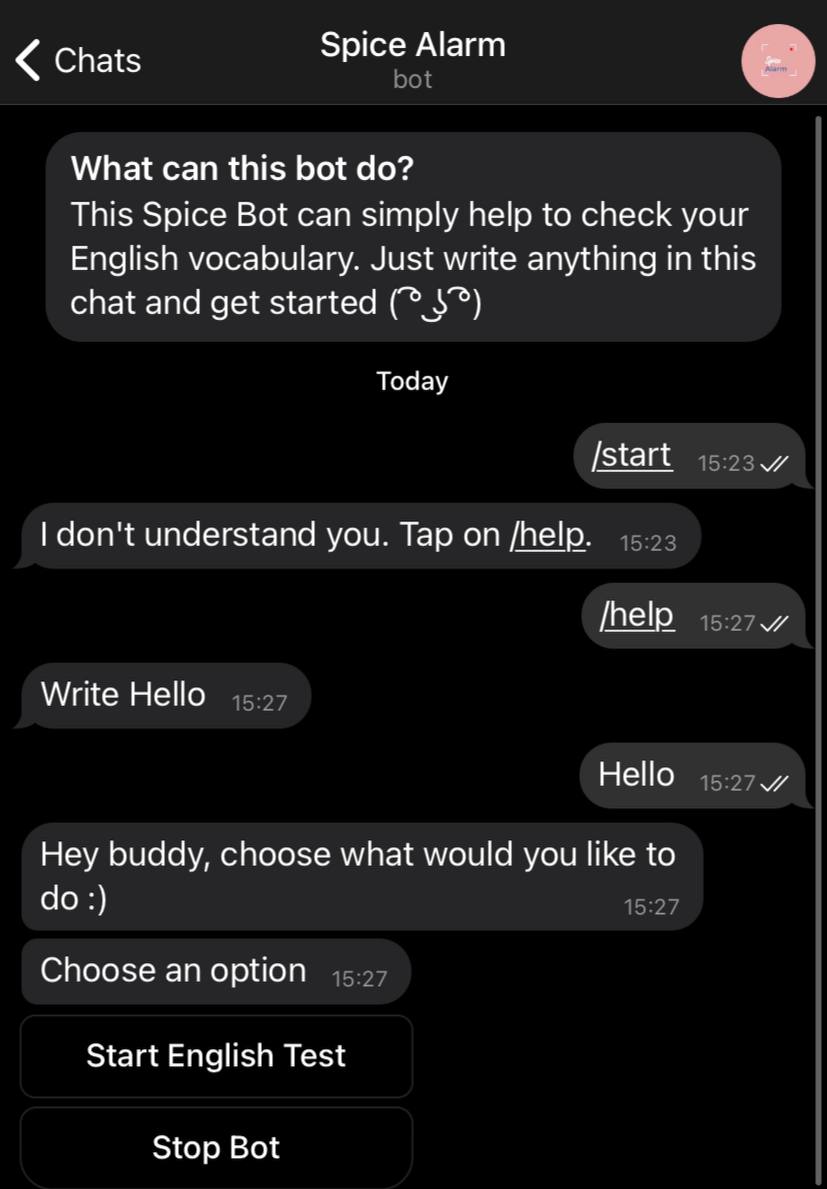 Chats
Spice Alarm
bot
Alarm
What can this bot do?
This Spice Bot can simply help to check your
English vocabulary. Just write anything in this
chat and get started ( ͡° ͜ʖ ͡°)
Today
/start 15:23
I don't understand you. Tap on /help. 15:23
/help 15:27
Write Hello 15:27
Hello 15:27
Hey buddy, choose what would you like to
do :) 15:27
Choose an option 15:27
Start English Test
Stop Bot